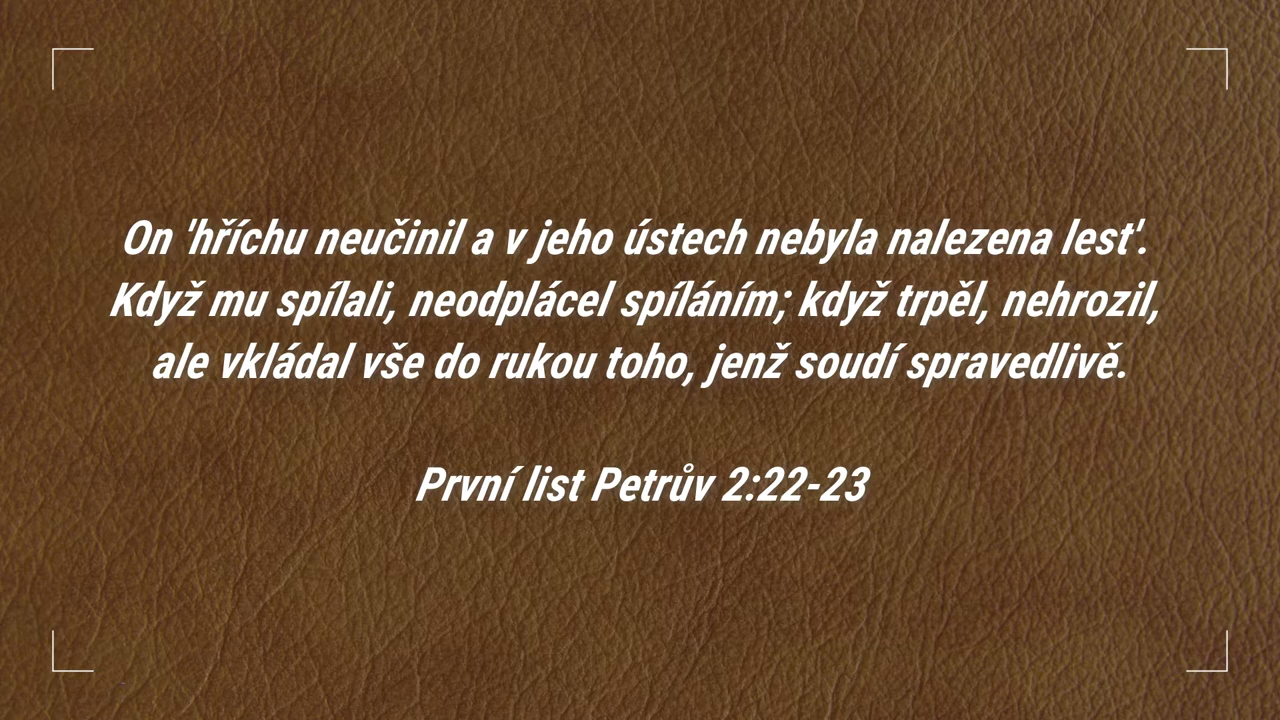 On 'hříchu neučinil a v jeho ústech nebyla nalezena lest'.
Když mu spílali, neodplácel spíláním; když trpěl, nehrozil,
ale vkládal vše do rukou toho, jenž soudí spravedlivě.
První list Petrův 2:22-23